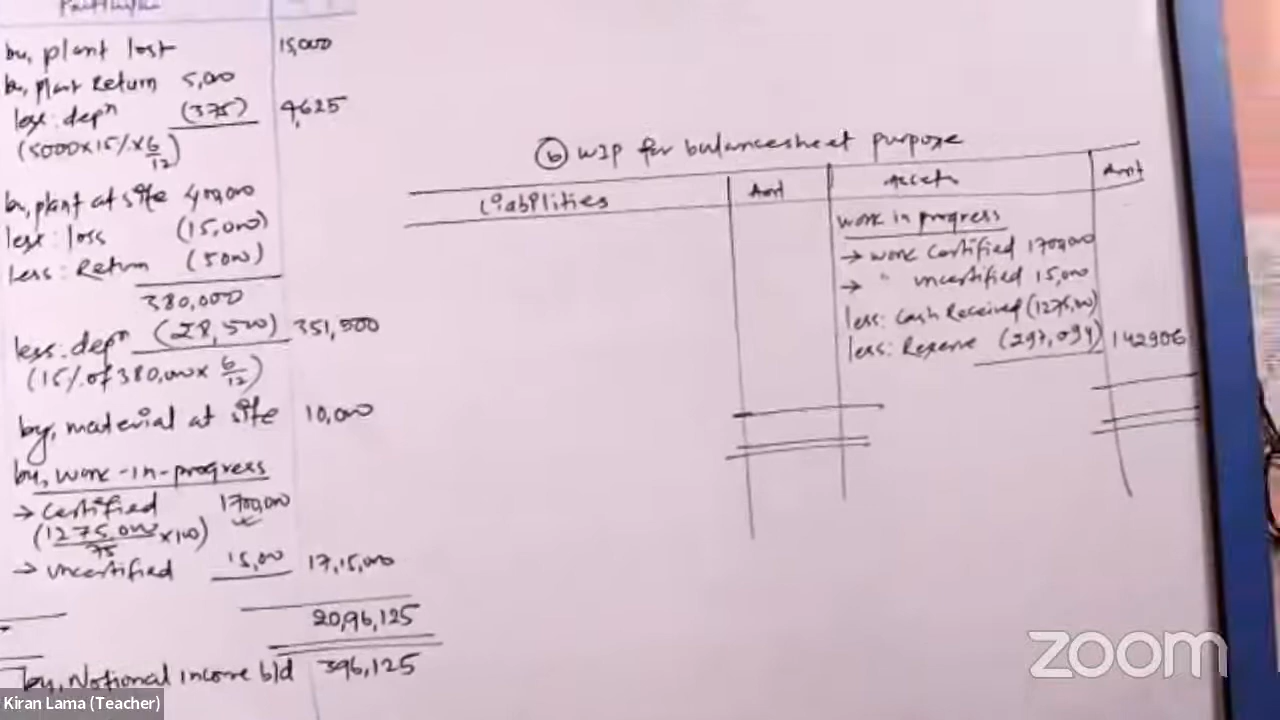 Particular
by, plant lost 15,000
by, plant Return 5,000
less: depn (375) 4,625
(5000x15%x6/12)
by, plant at site 400,000
less: loss (15,000)
less: Return (5000)
380,000
less: depn (28,500) 351,500
(15% of 380,000x 6/12)
by, material at site 10,000
by, work-in-progress
→ certified 1700,000
(1275,000/75 x100)
→ uncertified 15,000 17,15,000
20,96,125
by, Notional income b/d 396,125
(b) WIP for balancesheet purpose
Liabilities Amt Assets Amt
work in progress
→ work certified 1700,000
→ " uncertified 15,000
less: Cash Received (1275,000)
less: Reserve (297,094) 142906
zoom
Kiran Lama (Teacher)